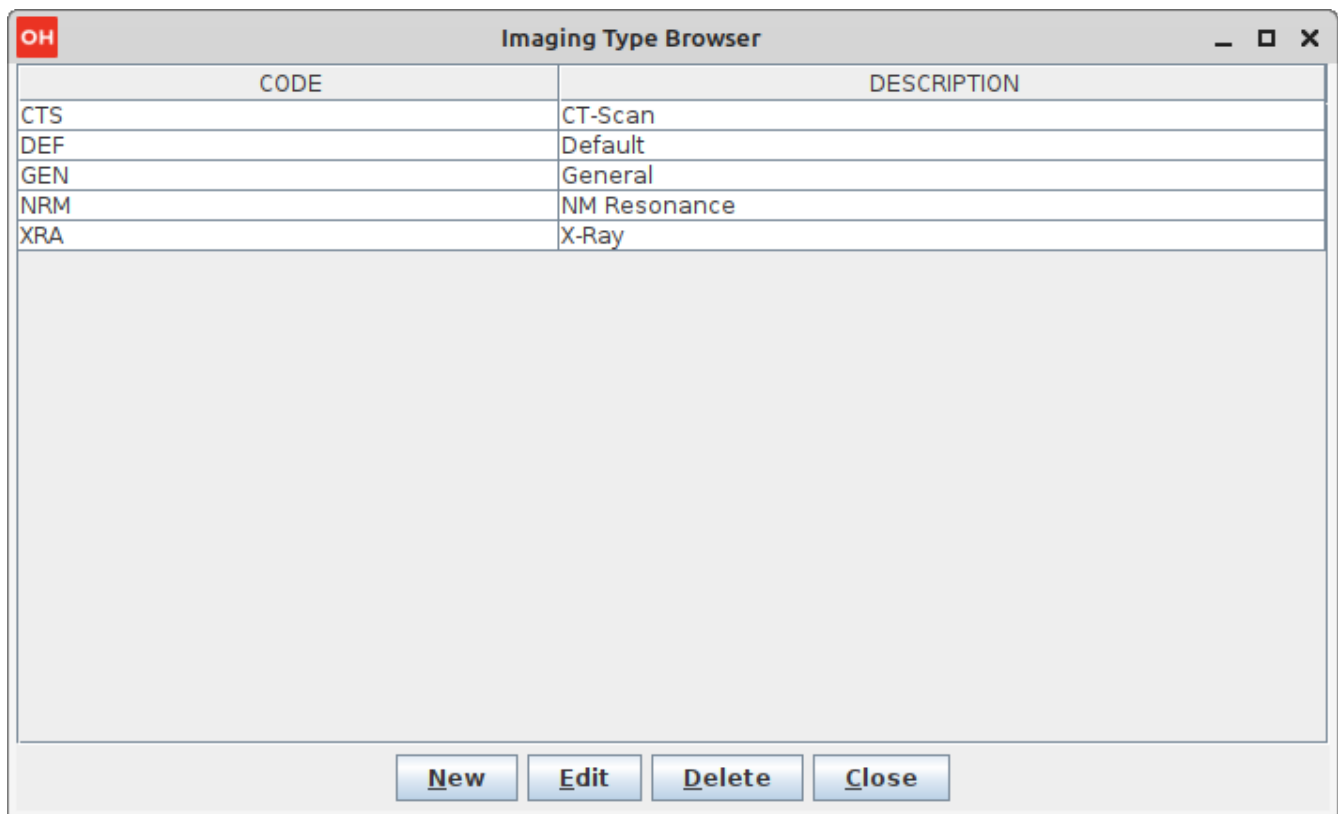 OH Imaging Type Browser
CODE DESCRIPTION
CTS CT-Scan
DEF Default
GEN General
NRM NM Resonance
XRA X-Ray
New Edit Delete Close